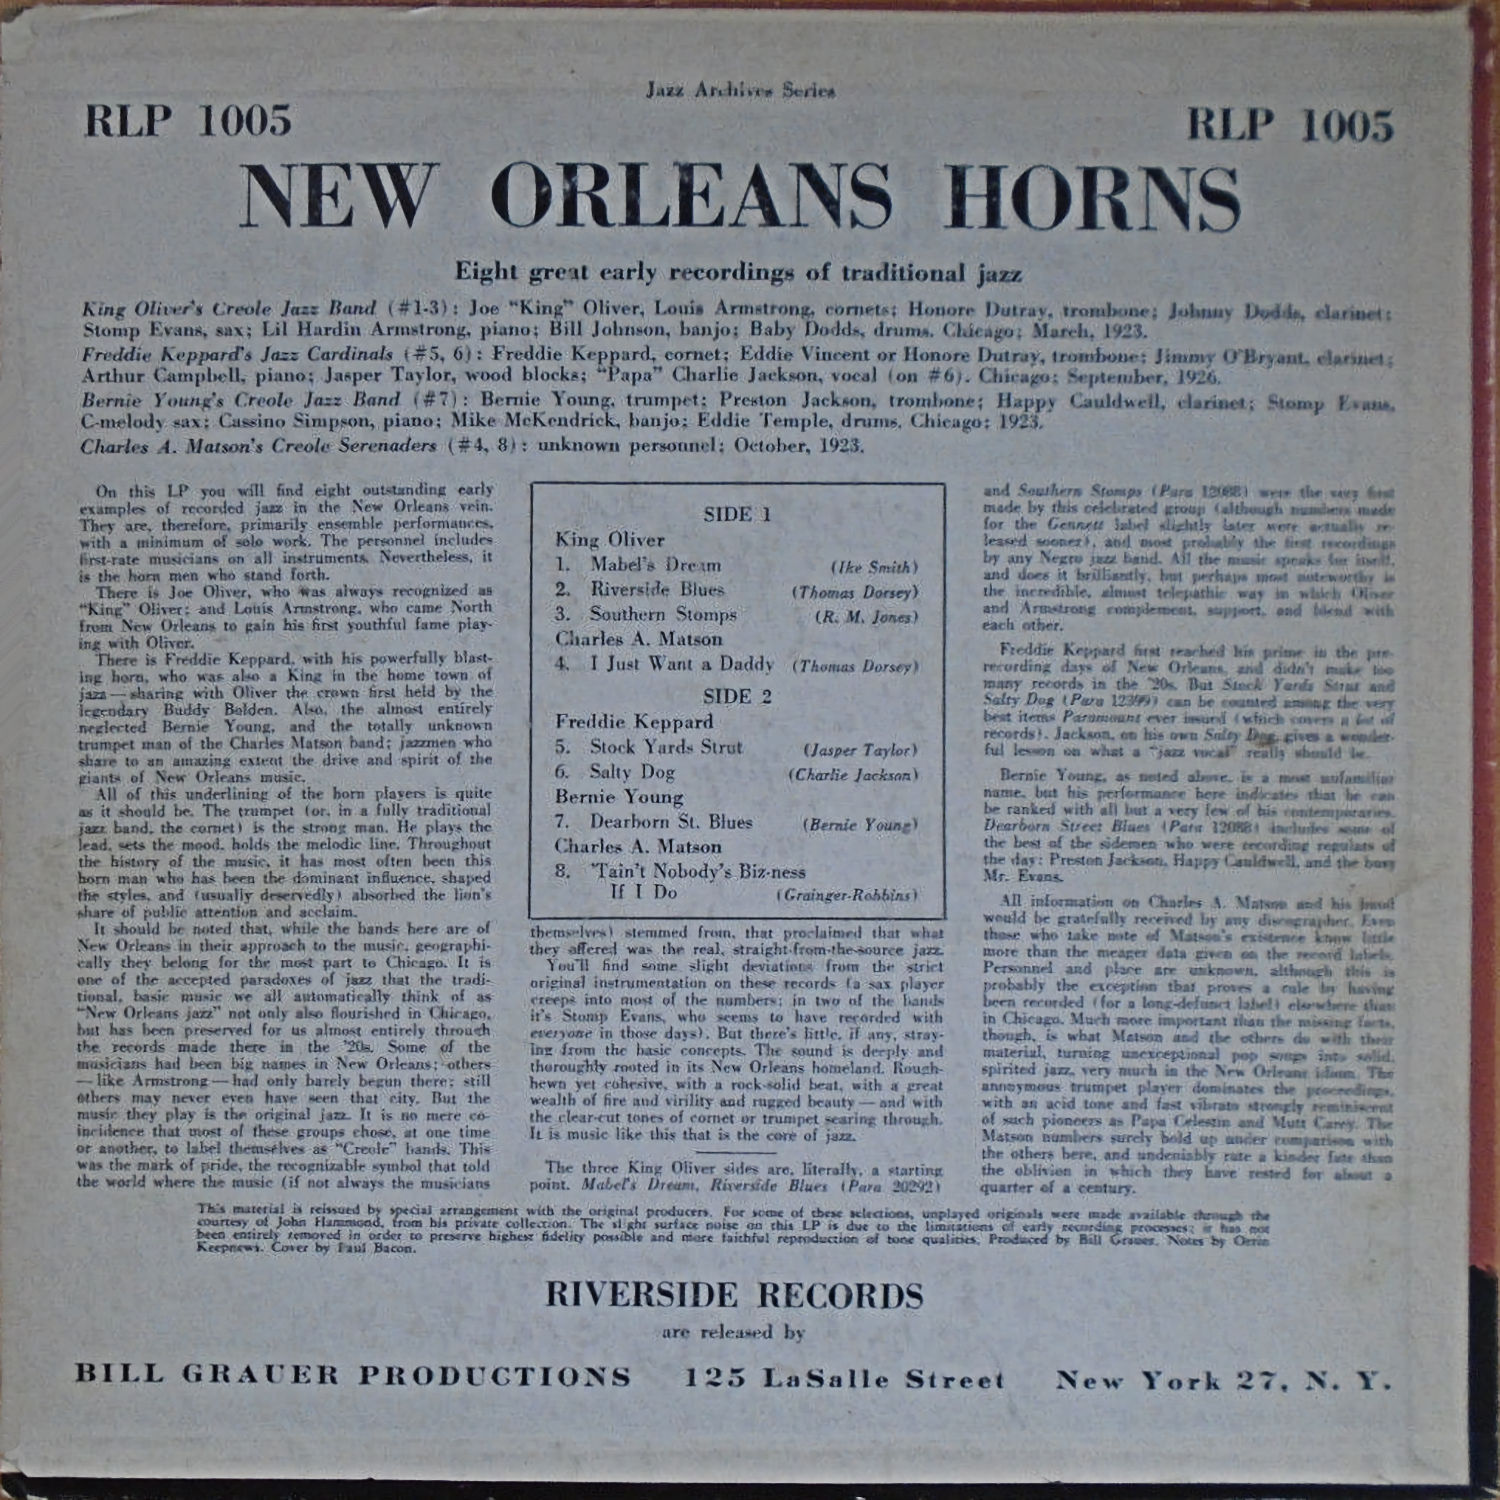 Jazz Archives Series
RLP 1005
RLP 1005
NEW ORLEANS HORNS
Eight great early recordings of traditional jazz
King Oliver's Creole Jazz Band (#1-3): Joe "King" Oliver, Louis Armstrong, cornets; Honore Dutray, trombone; Johnny Dodds, clarinet;
Stomp Evans, sax; Lil Hardin Armstrong, piano; Bill Johnson, banjo; Baby Dodds, drums. Chicago; March, 1923.
Freddie Keppard's Jazz Cardinals (#5, 6): Freddie Keppard, cornet; Eddie Vincent or Honore Dutray, trombone; Jimmy O'Bryant, clarinet;
Arthur Campbell, piano; Jasper Taylor, wood blocks; "Papa" Charlie Jackson, vocal (on #6). Chicago; September, 1926.
Bernie Young's Creole Jazz Band (#7): Bernie Young, trumpet; Preston Jackson, trombone; Happy Cauldwell, clarinet; Stomp Evans,
C-melody sax; Cassino Simpson, piano; Mike McKendrick, banjo; Eddie Temple, drums. Chicago; 1923.
Charles A. Matson's Creole Serenaders (#4, 8): unknown personnel; October, 1923.
On this LP you will find eight outstanding early
examples of recorded jazz in the New Orleans vein.
They are, therefore, primarily ensemble performances,
with a minimum of solo work. The personnel includes
first-rate musicians on all instruments. Nevertheless, it
is the horn men who stand forth.
There is Joe Oliver, who was always recognized as
"King" Oliver; and Louis Armstrong, who came North
from New Orleans to gain his first youthful fame play-
ing with Oliver.
There is Freddie Keppard, with his powerfully blast-
ing horn, who was also a King in the home town of
jazz—sharing with Oliver the crown first held by the
legendary Buddy Bolden. Also, the almost entirely
neglected Bernie Young, and the totally unknown
trumpet man of the Charles Matson band; jazzmen who
share to an amazing extent the drive and spirit of the
giants of New Orleans music.
All of this underlining of the horn players is quite
as it should be. The trumpet (or, in a fully traditional
jazz band, the cornet) is the strong man. He plays the
lead, sets the mood, holds the melodic line. Throughout
the history of the music, it has most often been this
horn man who has been the dominant influence, shaped
the styles, and (usually deservedly) absorbed the lion's
share of public attention and acclaim.
It should be noted that, while the bands here are of
New Orleans in their approach to the music, geographi-
cally they belong for the most part to Chicago. It is
one of the accepted paradoxes of jazz that the tradi-
tional, basic music we all automatically think of as
"New Orleans jazz" not only also flourished in Chicago,
but has been preserved for us almost entirely through
the records made there in the '20s. Some of the
musicians had been big names in New Orleans; others
—like Armstrong—had only barely begun there; still
others may never even have seen that city. But the
music they play is the original jazz. It is no mere co-
incidence that most of these groups chose, at one time
or another, to label themselves as "Creole" bands. This
was the mark of pride, the recognizable symbol that told
the world where the music (if not always the musicians
SIDE 1
King Oliver
1. Mabel's Dream (Ike Smith)
2. Riverside Blues (Thomas Dorsey)
3. Southern Stomps (R. M. Jones)
Charles A. Matson
4. I Just Want a Daddy (Thomas Dorsey)
SIDE 2
Freddie Keppard
5. Stock Yards Strut (Jasper Taylor)
6. Salty Dog (Charlie Jackson)
Bernie Young
7. Dearborn St. Blues (Bernie Young)
Charles A. Matson
8. 'Tain't Nobody's Biz-ness
If I Do (Grainger-Robbins)
themselves) stemmed from, that proclaimed that what
they offered was the real, straight-from-the-source jazz.
You'll find some slight deviations from the strict
original instrumentation on these records (a sax player
creeps into most of the numbers; in two of the bands
it's Stomp Evans, who seems to have recorded with
everyone in those days). But there's little, if any, stray-
ing from the basic concepts. The sound is deeply and
thoroughly rooted in its New Orleans homeland. Rough-
hewn yet cohesive, with a rock-solid beat, with a great
wealth of fire and virility and rugged beauty—and with
the clear-cut tones of cornet or trumpet searing through.
It is music like this that is the core of jazz.
The three King Oliver sides are, literally, a starting
point. Mabel's Dream, Riverside Blues (Para 20292)
and Southern Stomps (Para 12088) were the very first
made by this celebrated group (although numbers made
for the Gennett label slightly later were actually re-
leased sooner), and most probably the first recordings
by any Negro jazz band. All the music speaks for itself,
and does it brilliantly, but perhaps most noteworthy is
the incredible, almost telepathic way in which Oliver
and Armstrong complement, support, and blend with
each other.
Freddie Keppard first reached his prime in the pre-
recording days of New Orleans, and didn't make too
many records in the '20s. But Stock Yards Strut and
Salty Dog (Para 12399) can be counted among the very
best items Paramount ever issued (which covers a lot of
records). Jackson, on his own Salty Dog, gives a wonder-
ful lesson on what a "jazz vocal" really should be.
Bernie Young, as noted above, is a most unfamiliar
name, but his performance here indicates that he can
be ranked with all but a very few of his contemporaries.
Dearborn Street Blues (Para 12088) includes some of
the best of the sidemen who were recording regulars of
the day: Preston Jackson, Happy Cauldwell, and the busy
Mr. Evans.
All information on Charles A. Matson and his band
would be gratefully received by any discographer. Even
those who take note of Matson's existence know little
more than the meager data given on the record labels.
Personnel and place are unknown, although this is
probably the exception that proves a rule by having
been recorded (for a long-defunct label) elsewhere than
in Chicago. Much more important than the missing facts,
though, is what Matson and the others do with their
material, turning unexceptional pop songs into solid,
spirited jazz, very much in the New Orleans idiom. The
anonymous trumpet player dominates the proceedings,
with an acid tone and fast vibrato strongly reminiscent
of such pioneers as Papa Celestin and Mutt Carey. The
Matson numbers surely hold up under comparison with
the others here, and undeniably rate a kinder fate than
the oblivion in which they have rested for about a
quarter of a century.
This material is reissued by special arrangement with the original producers. For some of these selections, unplayed originals were made available through the
courtesy of John Hammond, from his private collection. The slight surface noise on this LP is due to the limitations of early recording processes; it has not
been entirely removed in order to preserve highest fidelity possible and more faithful reproduction of tone qualities. Produced by Bill Grauer. Notes by Orrin
Keepnews. Cover by Paul Bacon.
RIVERSIDE RECORDS
are released by
BILL GRAUER PRODUCTIONS 125 LaSalle Street New York 27, N. Y.